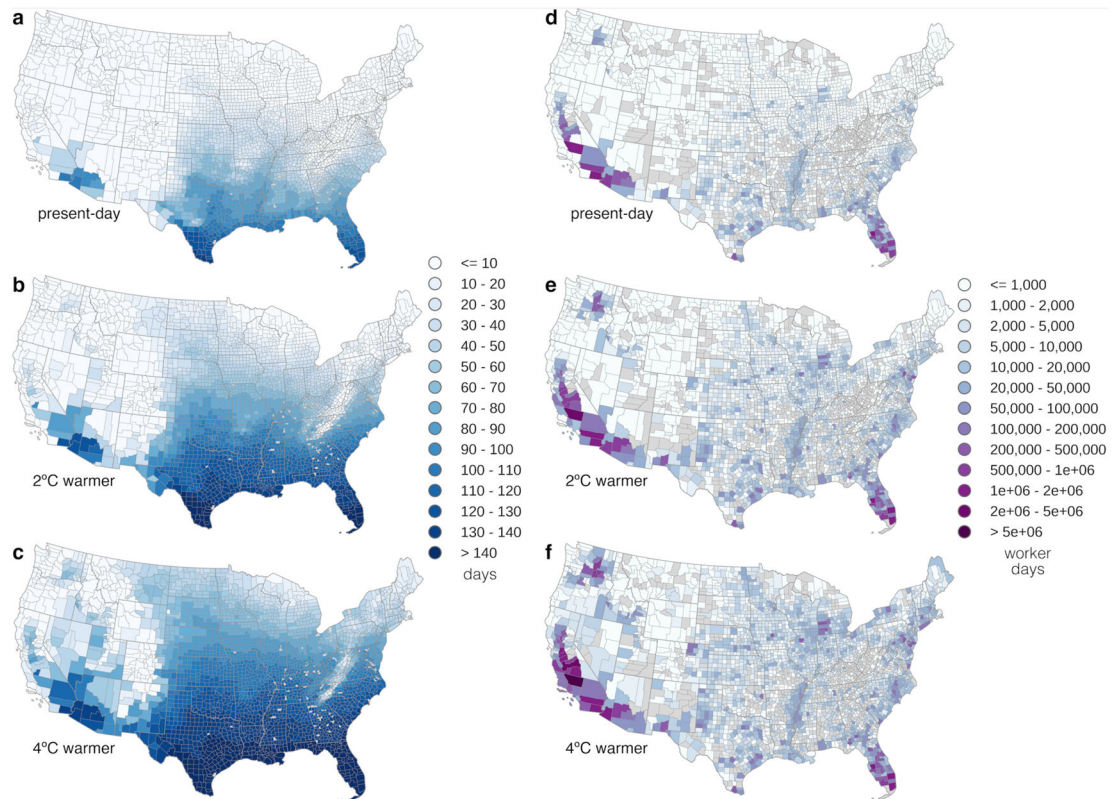 a
present-day
b
2ºC warmer
c
4ºC warmer
<= 10
10 - 20
20 - 30
30 - 40
40 - 50
50 - 60
60 - 70
70 - 80
80 - 90
90 - 100
100 - 110
110 - 120
120 - 130
130 - 140
> 140
days
d
present-day
e
2ºC warmer
f
4ºC warmer
<= 1,000
1,000 - 2,000
2,000 - 5,000
5,000 - 10,000
10,000 - 20,000
20,000 - 50,000
50,000 - 100,000
100,000 - 200,000
200,000 - 500,000
500,000 - 1e+06
1e+06 - 2e+06
2e+06 - 5e+06
> 5e+06
worker
days